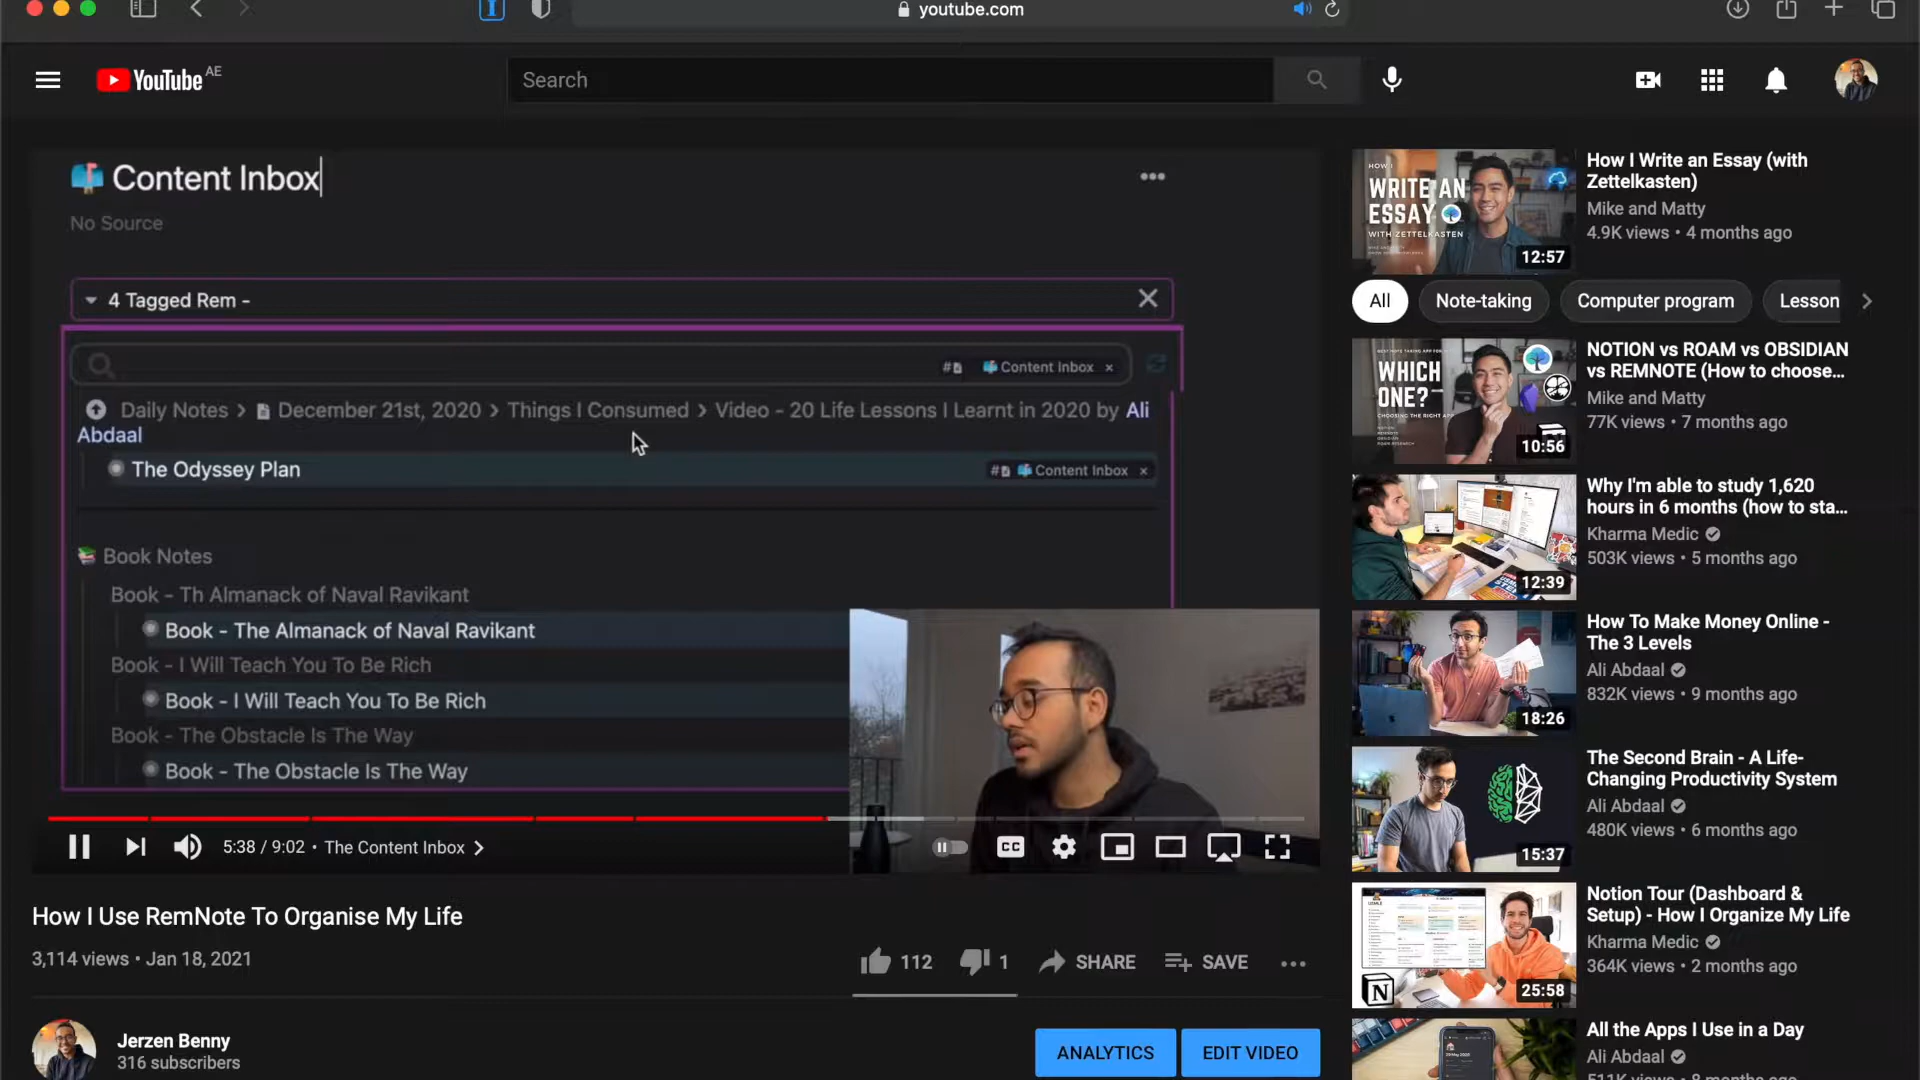 youtube.com
YouTube AE
Search
Content Inbox
No Source
4 Tagged Rem -
Content Inbox ×
Daily Notes > December 21st, 2020 > Things I Consumed > Video - 20 Life Lessons I Learnt in 2020 by Ali
Abdaal
The Odyssey Plan
Content Inbox ×
Book Notes
Book - Th Almanack of Naval Ravikant
Book - The Almanack of Naval Ravikant
Book - I Will Teach You To Be Rich
Book - I Will Teach You To Be Rich
Book - The Obstacle Is The Way
Book - The Obstacle Is The Way
5:38 / 9:02 • The Content Inbox >
CC
How I Use RemNote To Organise My Life
3,114 views • Jan 18, 2021
112
1
SHARE
SAVE
Jerzen Benny
316 subscribers
ANALYTICS
EDIT VIDEO
HOW I
WRITE AN
ESSAY
WITH ZETTELKASTEN
12:57
How I Write an Essay (with
Zettelkasten)
Mike and Matty
4.9K views • 4 months ago
All
Note-taking
Computer program
Lesson
WHICH
ONE?
10:56
NOTION vs ROAM vs OBSIDIAN
vs REMNOTE (How to choose...
Mike and Matty
77K views • 7 months ago
12:39
Why I'm able to study 1,620
hours in 6 months (how to sta...
Kharma Medic
503K views • 5 months ago
18:26
How To Make Money Online -
The 3 Levels
Ali Abdaal
832K views • 9 months ago
15:37
The Second Brain - A Life-
Changing Productivity System
Ali Abdaal
480K views • 6 months ago
25:58
Notion Tour (Dashboard &
Setup) - How I Organize My Life
Kharma Medic
364K views • 2 months ago
All the Apps I Use in a Day
Ali Abdaal
511K views • 8 months ago